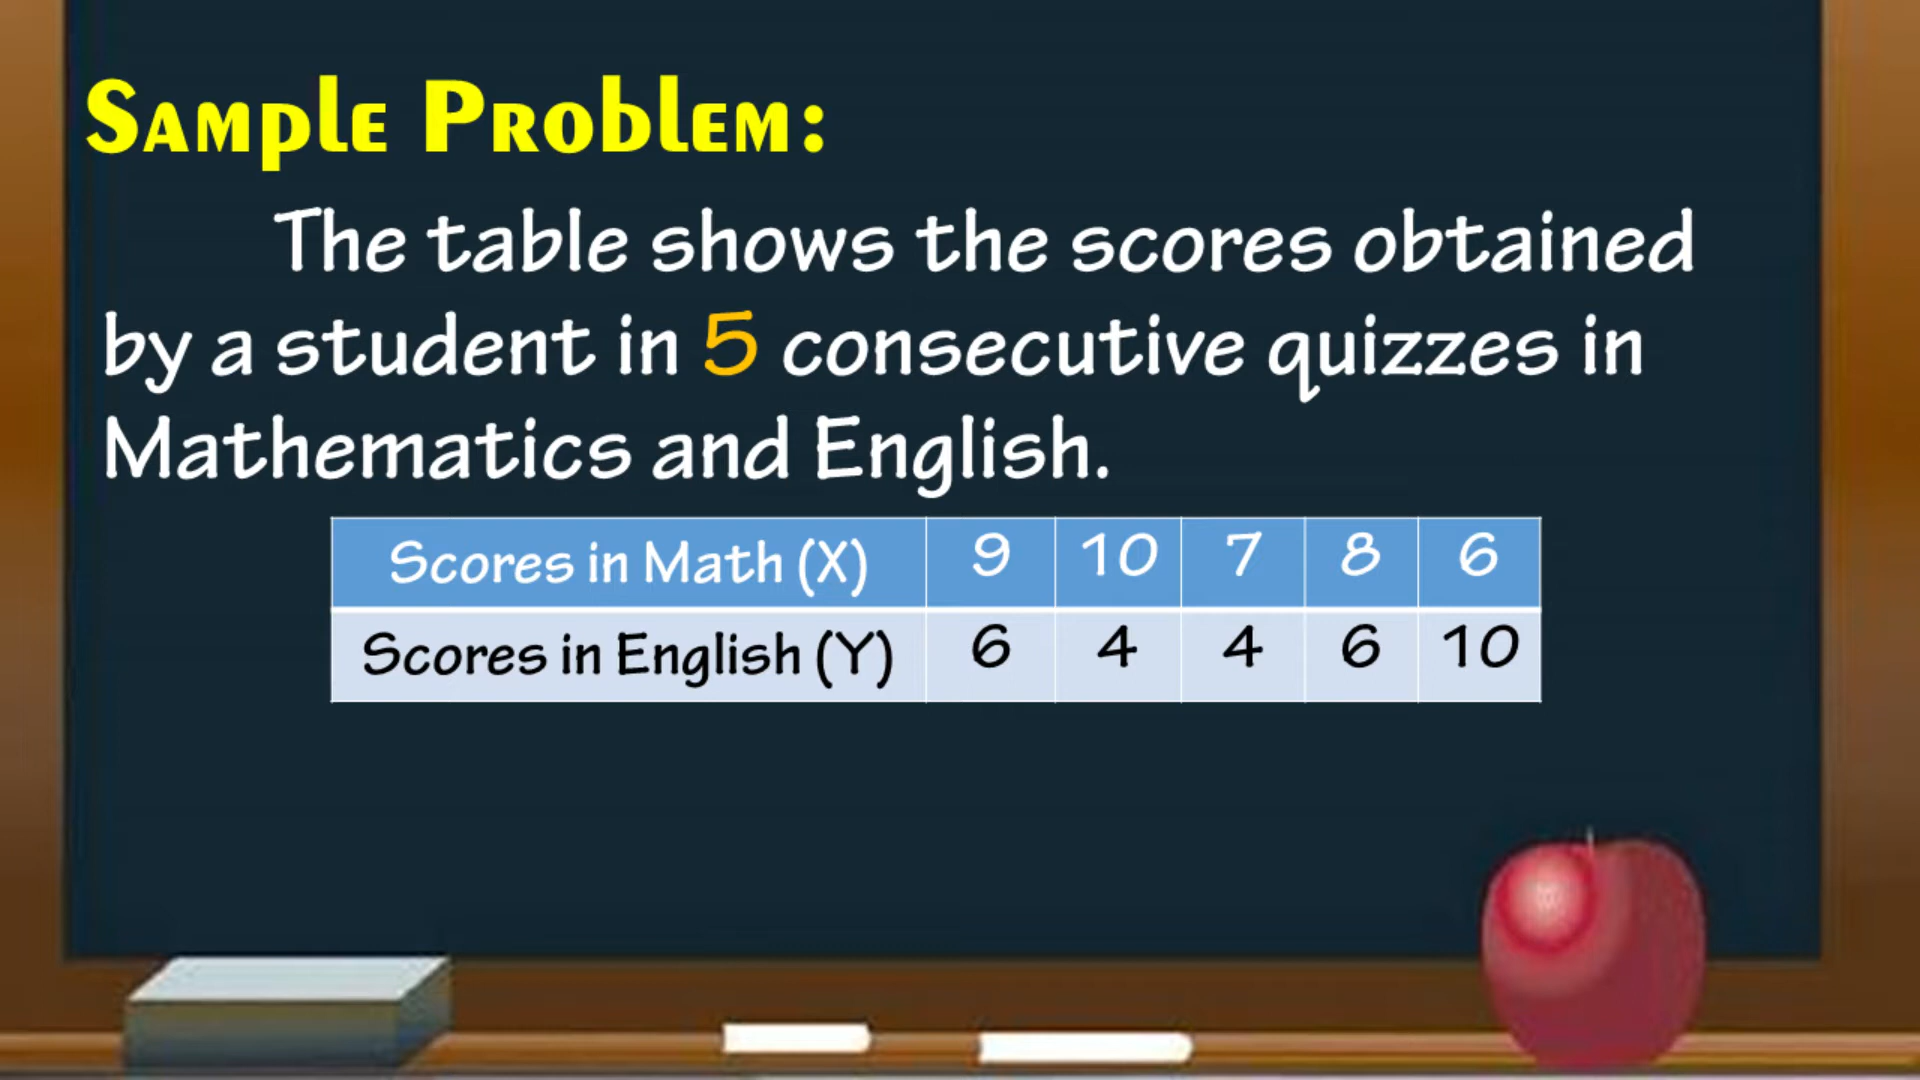 Sample Problem:
The table shows the scores obtained
by a student in 5 consecutive quizzes in
Mathematics and English.
Scores in Math (X) 9 10 7 8 6
Scores in English (Y) 6 4 4 6 10